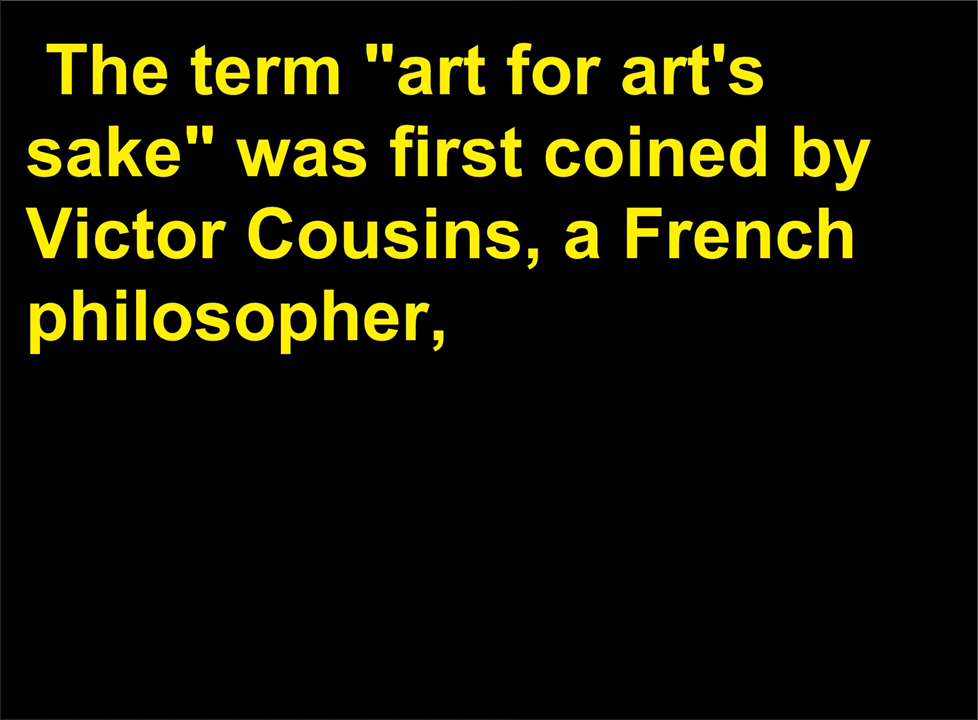 The term "art for art's
sake" was first coined by
Victor Cousins, a French
philosopher,